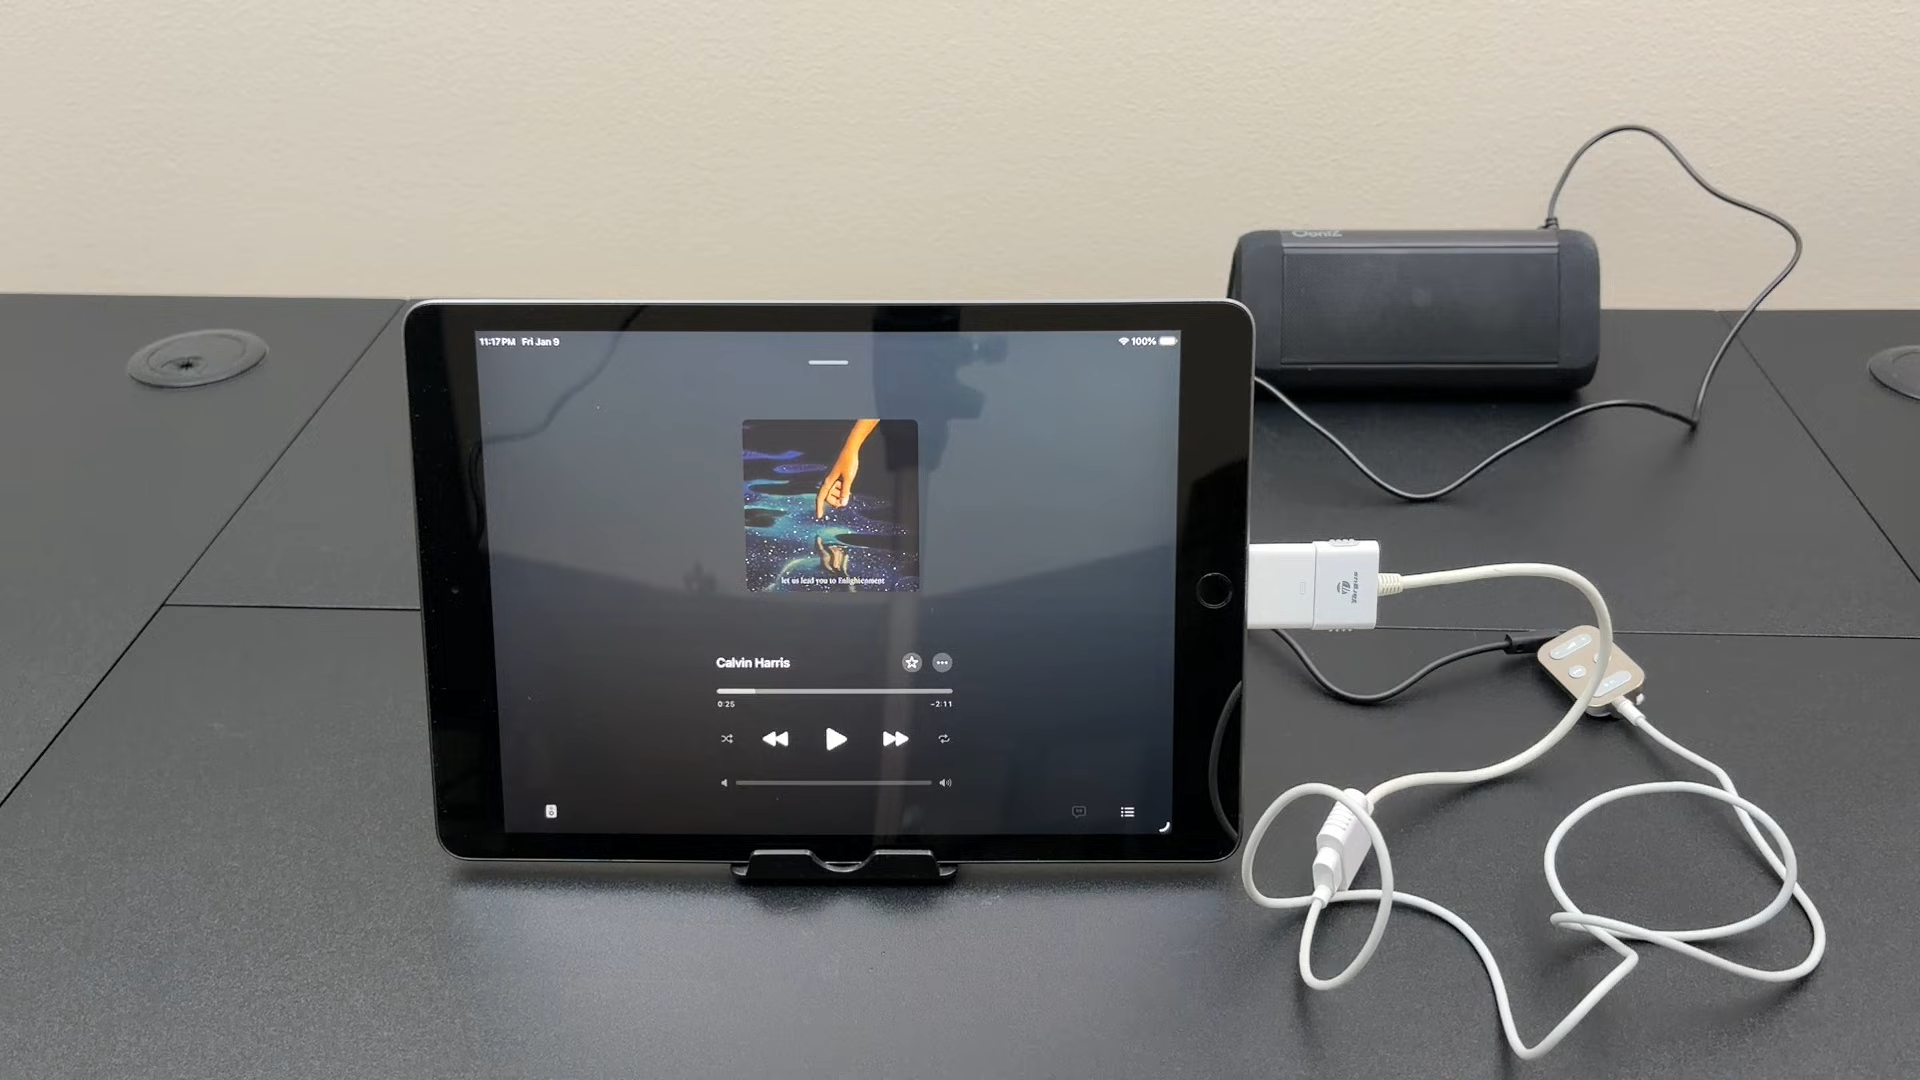 OontZ
11:17 PM Fri Jan 9
100%
let us lead you to Enlightenment
Calvin Harris
0:25
-2:11